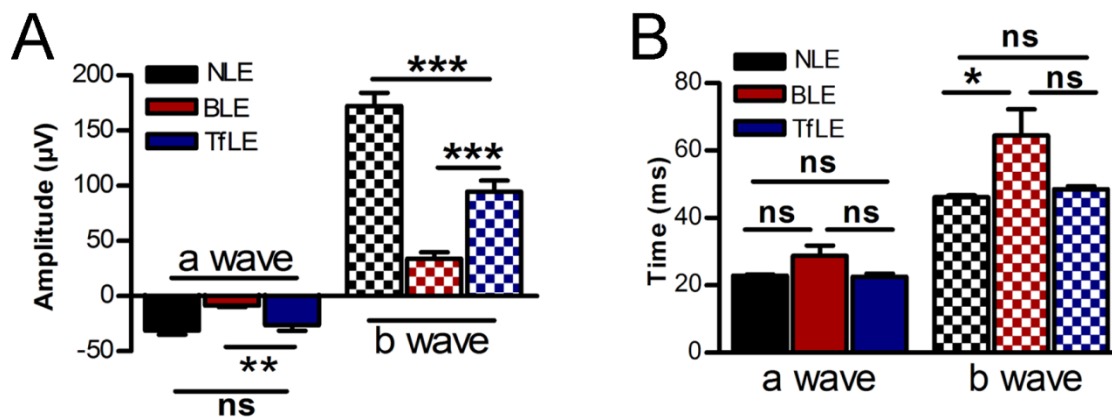 A
Amplitude (µV)
200
150
100
50
0
-50
NLE
BLE
TfLE
***
***
a wave
**
ns
b wave
B
Time (ms)
80
60
40
20
0
NLE
BLE
TfLE
ns
*
ns
ns
ns
ns
a wave
b wave